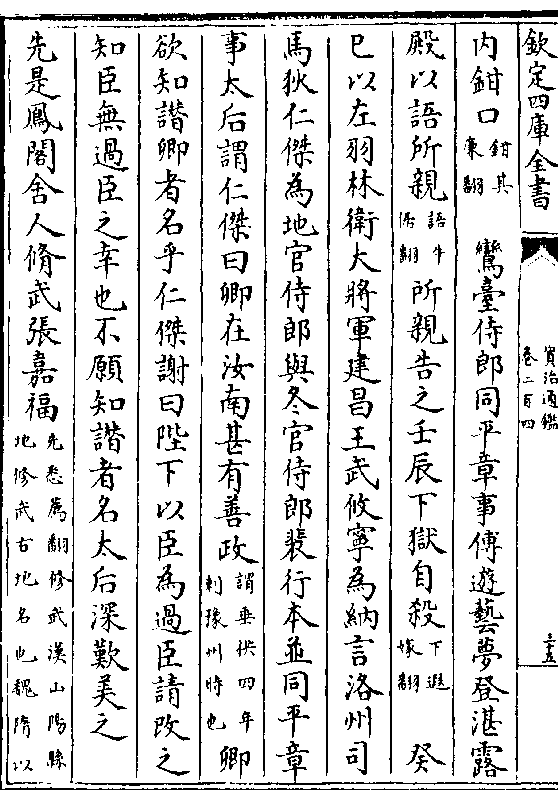 欽定四庫全書
資治通鑑
卷二百四
三五
內鉗口鉗其廉翻鸞臺侍郎同平章事傅遊藝夢登湛露
殿以語所親語牛倨翻所親告之壬辰下獄自殺下遐嫁翻癸
巳以左羽林衛大將軍建昌王武攸寧為納言洛州司
馬狄仁傑為地官侍郎與冬官侍郎裴行本並同平章
事太后謂仁傑曰卿在汝南甚有善政謂垂拱四年刺豫州時也卿
欲知譖卿者名乎仁傑謝曰陛下以臣為過臣請改之
知臣無過臣之幸也不願知譖者名太后深歎美之
先是鳳閣舍人脩武張嘉福先悉薦翻修武漢山陽縣地修武古地名也魏隋以